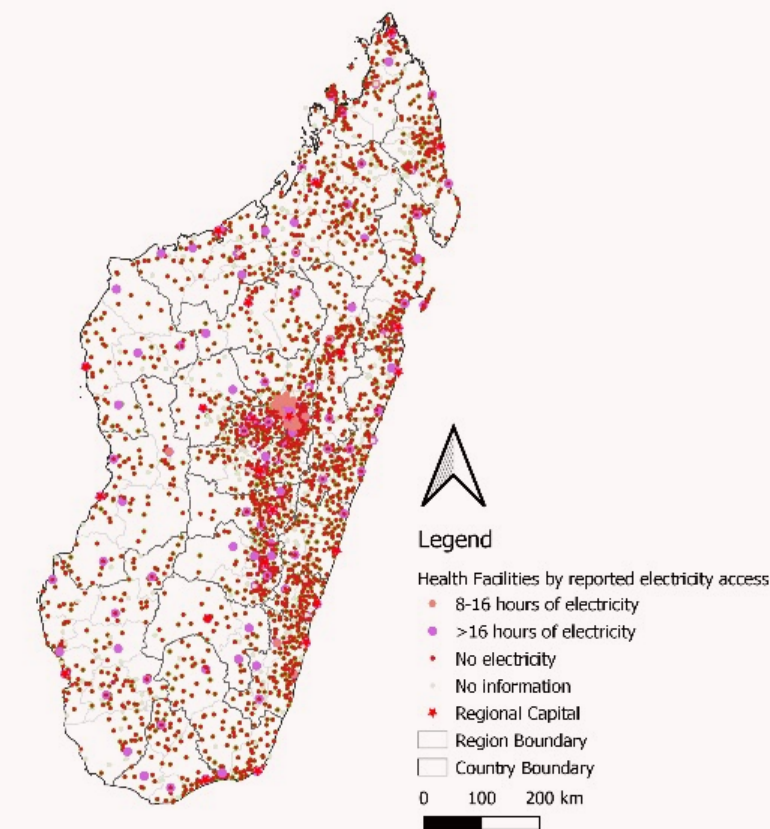 Legend
Health Facilities by reported electricity access
8-16 hours of electricity
>16 hours of electricity
No electricity
No information
Regional Capital
Region Boundary
Country Boundary
0 100 200 km